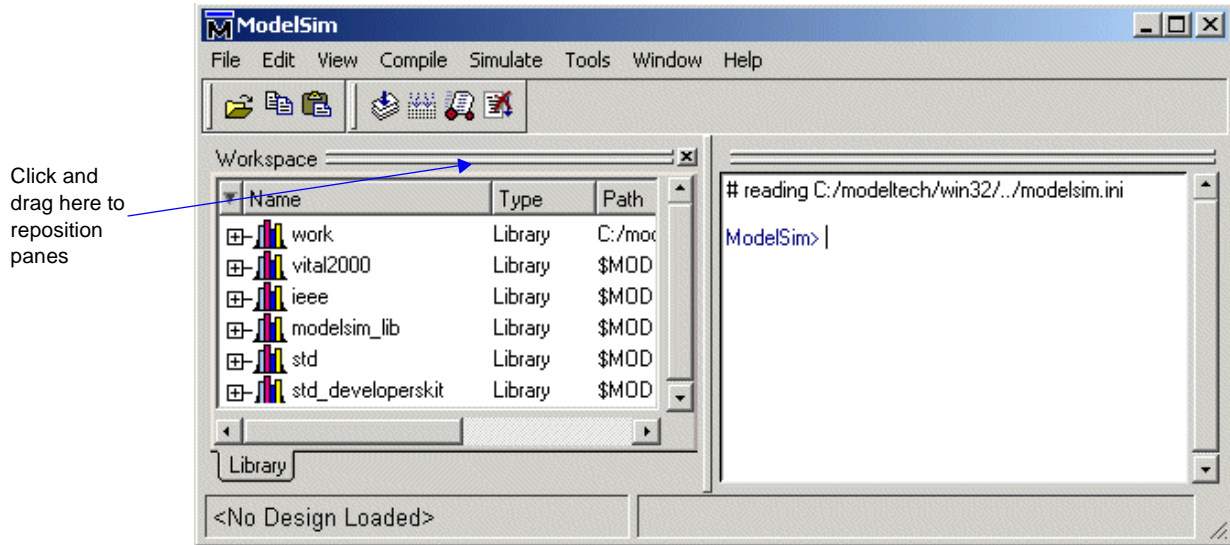 ModelSim
File Edit View Compile Simulate Tools Window Help
Click and
drag here to
reposition
panes
Workspace
Name Type Path
work Library C:/mod
vital2000 Library $MOD
ieee Library $MOD
modelsim_lib Library $MOD
std Library $MOD
std_developerskit Library $MOD
Library
# reading C:/modeltech/win32/../modelsim.ini
ModelSim>
<No Design Loaded>